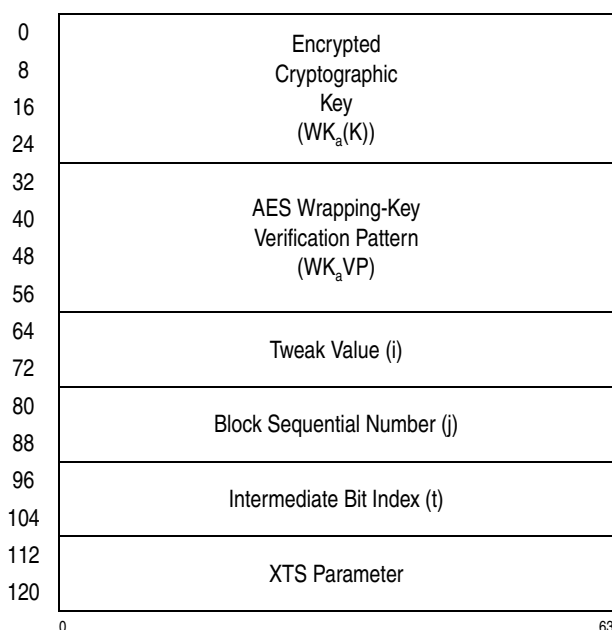 0
8
16
24
Encrypted
Cryptographic
Key
(WKa(K))
32
40
48
56
AES Wrapping-Key
Verification Pattern
(WKaVP)
64
72
Tweak Value (i)
80
88
Block Sequential Number (j)
96
104
Intermediate Bit Index (t)
112
120
XTS Parameter
0 63